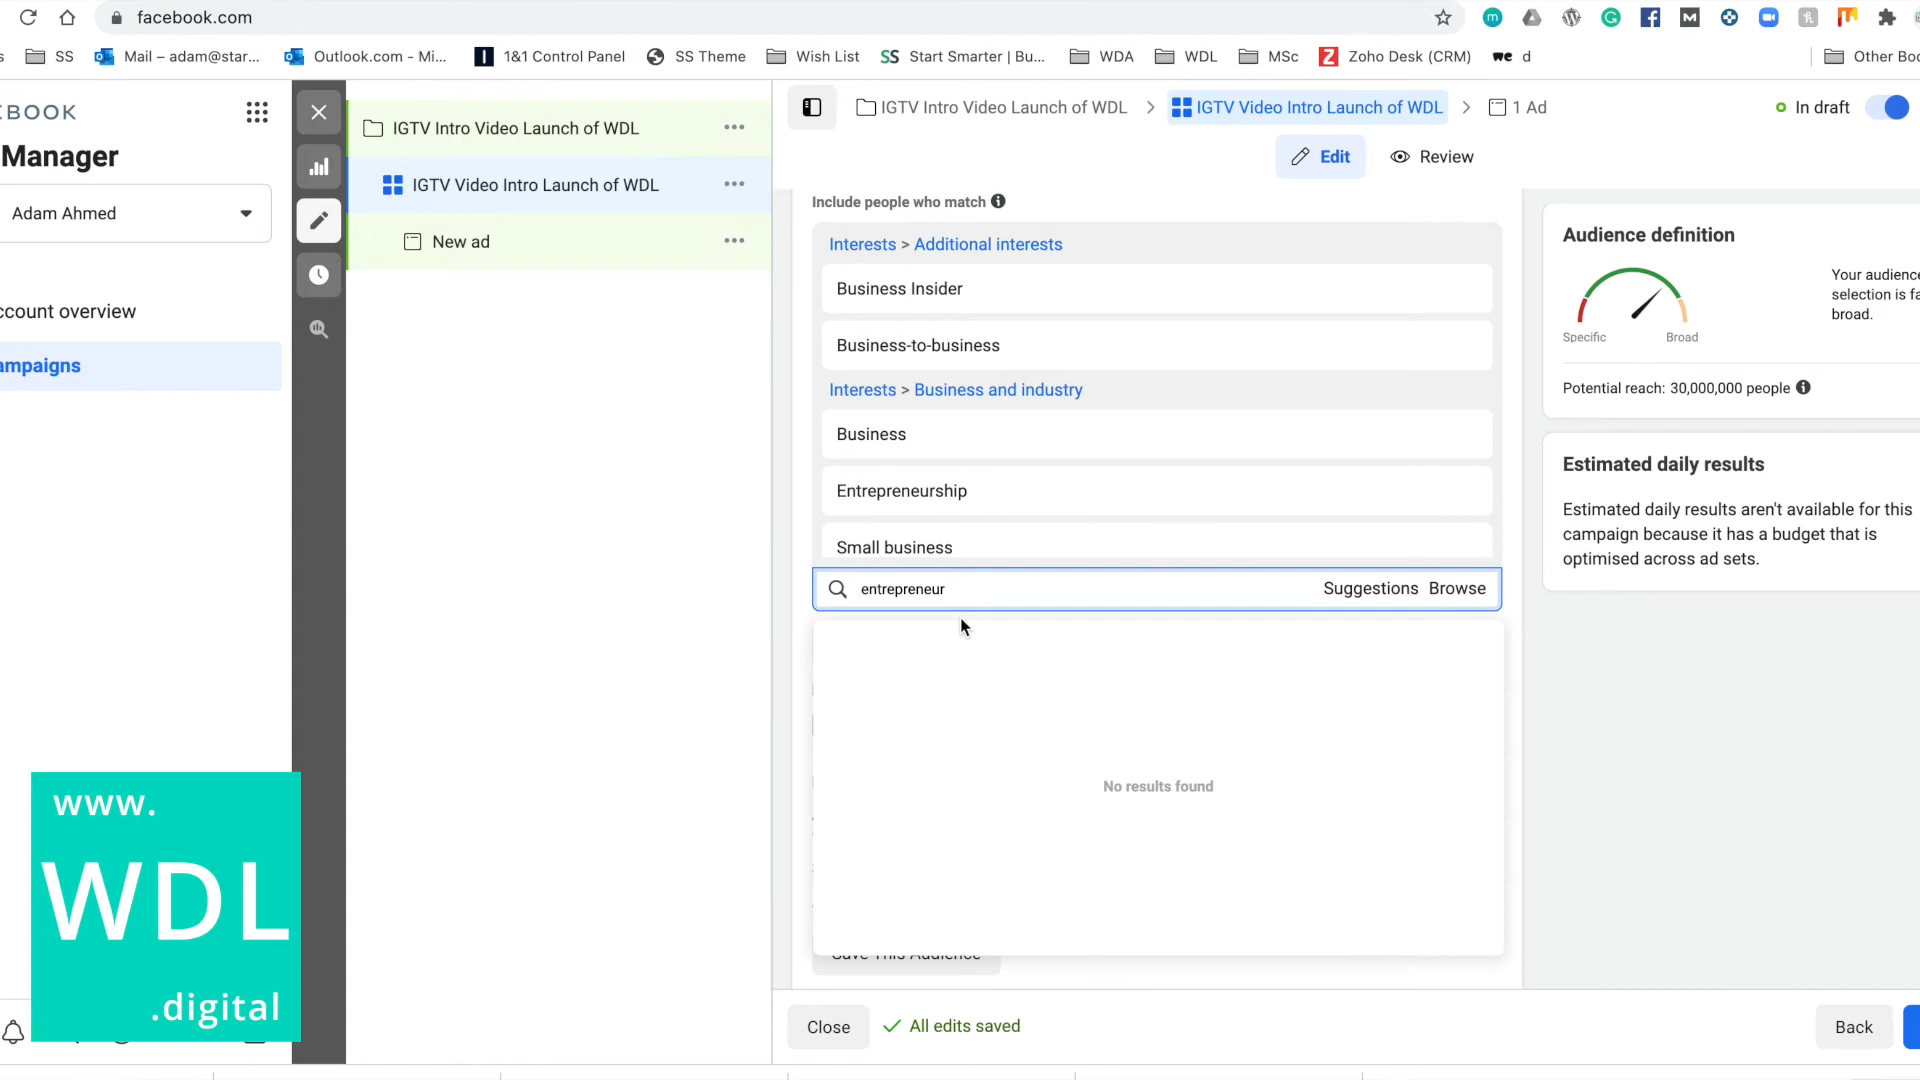 facebook.com
SS
Mail – adam@star...
Outlook.com - Mi...
1&1 Control Panel
SS Theme
Wish List
SS Start Smarter | Bu...
WDA
WDL
MSc
Zoho Desk (CRM)
we d
Other Boo
EBOOK
Manager
Adam Ahmed
ccount overview
ampaigns
IGTV Intro Video Launch of WDL
IGTV Video Intro Launch of WDL
New ad
IGTV Intro Video Launch of WDL > IGTV Video Intro Launch of WDL > 1 Ad
In draft
Edit
Review
Include people who match
Interests > Additional interests
Business Insider
Business-to-business
Interests > Business and industry
Business
Entrepreneurship
Small business
entrepreneur
Suggestions Browse
No results found
Save This Audience
Close
All edits saved
Back
Audience definition
Specific
Broad
Your audience
selection is fa
broad.
Potential reach: 30,000,000 people
Estimated daily results
Estimated daily results aren't available for this
campaign because it has a budget that is
optimised across ad sets.
www.
WDL
.digital